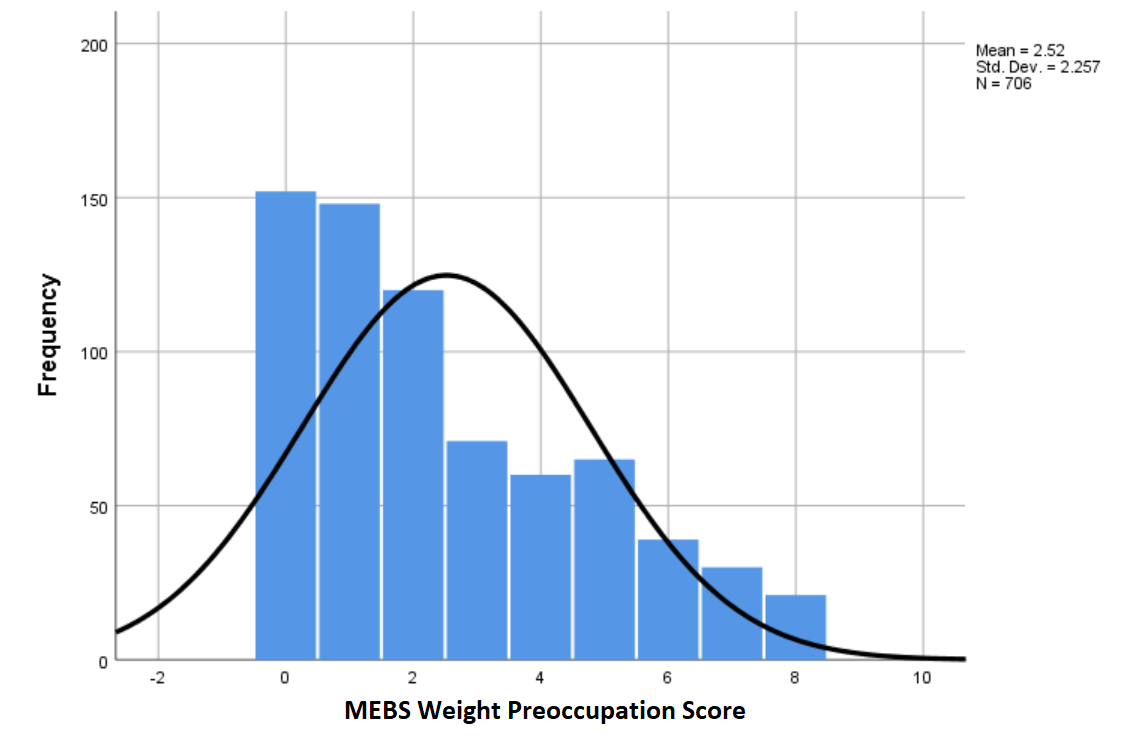 200
150
100
50
0
Frequency
-2 0 2 4 6 8 10
MEBS Weight Preoccupation Score
Mean = 2.52
Std. Dev. = 2.257
N = 706